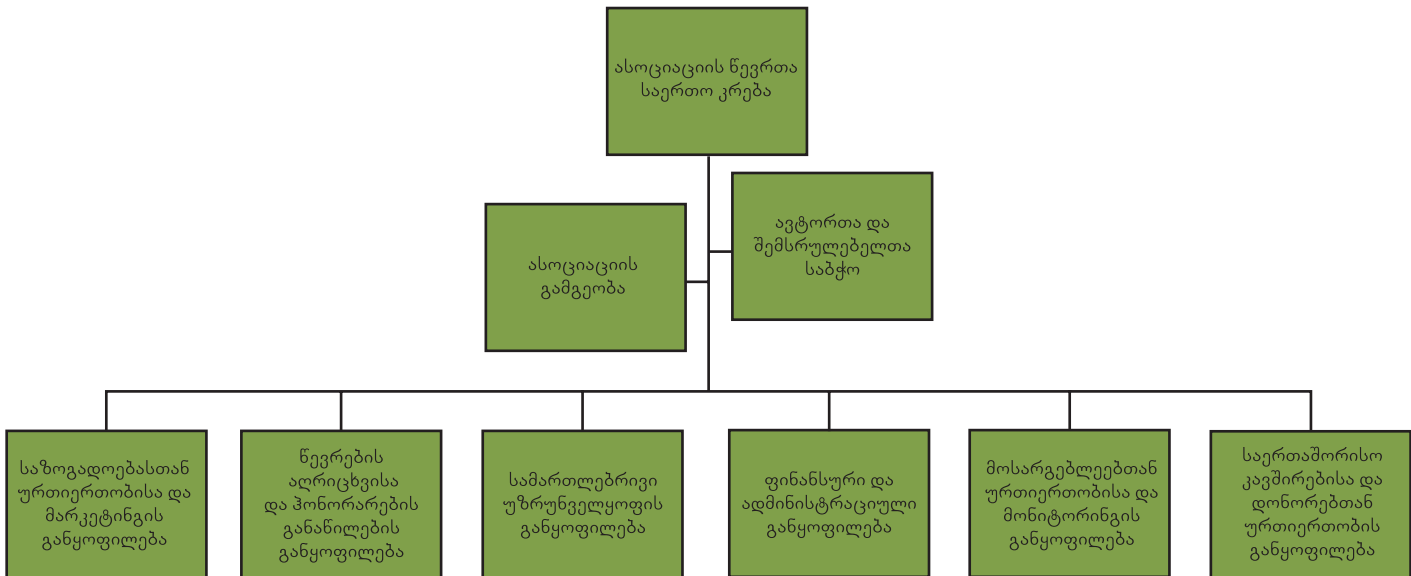 ასოციაციის წევრთა
საერთო კრება
ავტორთა და
შემსრულებელთა
საბჭო
ასოციაციის
გამგეობა
საზოგადოებასთან
ურთიერთობისა და
მარკეტინგის
განყოფილება
წევრების
აღრიცხვისა
და ჰონორარების
განაწილების
განყოფილება
სამართლებრივი
უზრუნველყოფის
განყოფილება
ფინანსური და
ადმინისტრაციული
განყოფილება
მოსარგებლეებთან
ურთიერთობისა და
მონიტორინგის
განყოფილება
საერთაშორისო
კავშირებისა და
დონორებთან
ურთიერთობის
განყოფილება